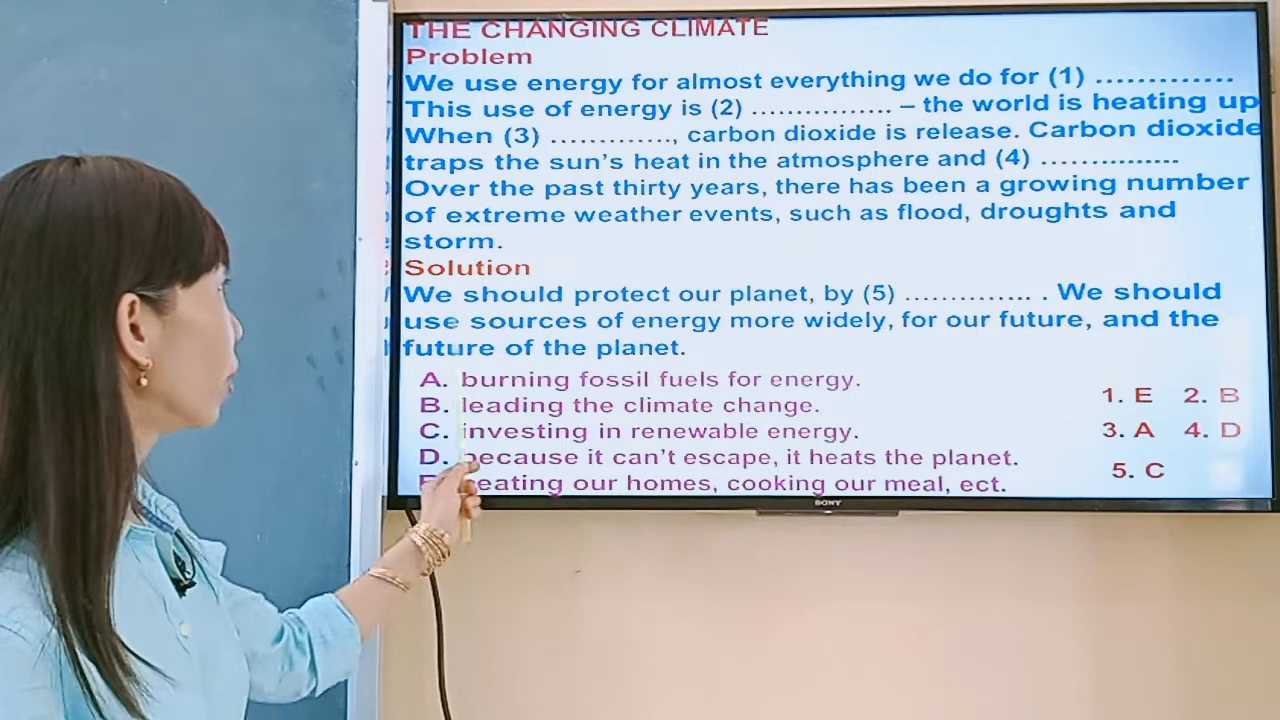 THE CHANGING CLIMATE
Problem
We use energy for almost everything we do for (1) .............
This use of energy is (2) ................ – the world is heating up
When (3) ............., carbon dioxide is release. Carbon dioxide
traps the sun's heat in the atmosphere and (4) ................
Over the past thirty years, there has been a growing number
of extreme weather events, such as flood, droughts and
storm.
Solution
We should protect our planet, by (5) .............. . We should
use sources of energy more widely, for our future, and the
future of the planet.
A. burning fossil fuels for energy.
B. leading the climate change.
C. investing in renewable energy.
D. because it can't escape, it heats the planet.
eating our homes, cooking our meal, ect.
1. E 2. B
3. A 4. D
5. C
SONY